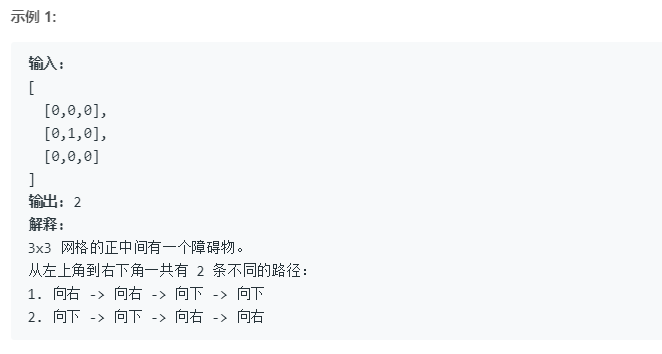 示例 1:
输入:
[
  [0,0,0],
  [0,1,0],
  [0,0,0]
]
输出: 2
解释:
3x3 网格的正中间有一个障碍物。
从左上角到右下角一共有 2 条不同的路径:
1. 向右 -> 向右 -> 向下 -> 向下
2. 向下 -> 向下 -> 向右 -> 向右